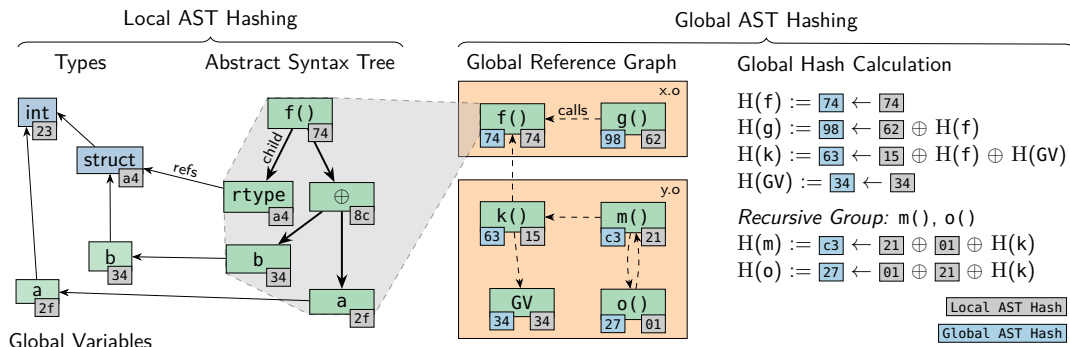 Local AST Hashing
Types
Abstract Syntax Tree
int
23
struct
a4
b
34
a
2f
Global Variables
refs
child
f()
74
rtype
a4
⊕
8c
b
34
a
2f
Global AST Hashing
Global Reference Graph
x.o
f()
74 74
calls
g()
98 62
y.o
k()
63 15
m()
c3 21
GV
34 34
o()
27 01
Global Hash Calculation
H(f) := 74 ← 74
H(g) := 98 ← 62 ⊕ H(f)
H(k) := 63 ← 15 ⊕ H(f) ⊕ H(GV)
H(GV) := 34 ← 34
Recursive Group: m(), o()
H(m) := c3 ← 21 ⊕ 01 ⊕ H(k)
H(o) := 27 ← 01 ⊕ 21 ⊕ H(k)
Local AST Hash
Global AST Hash